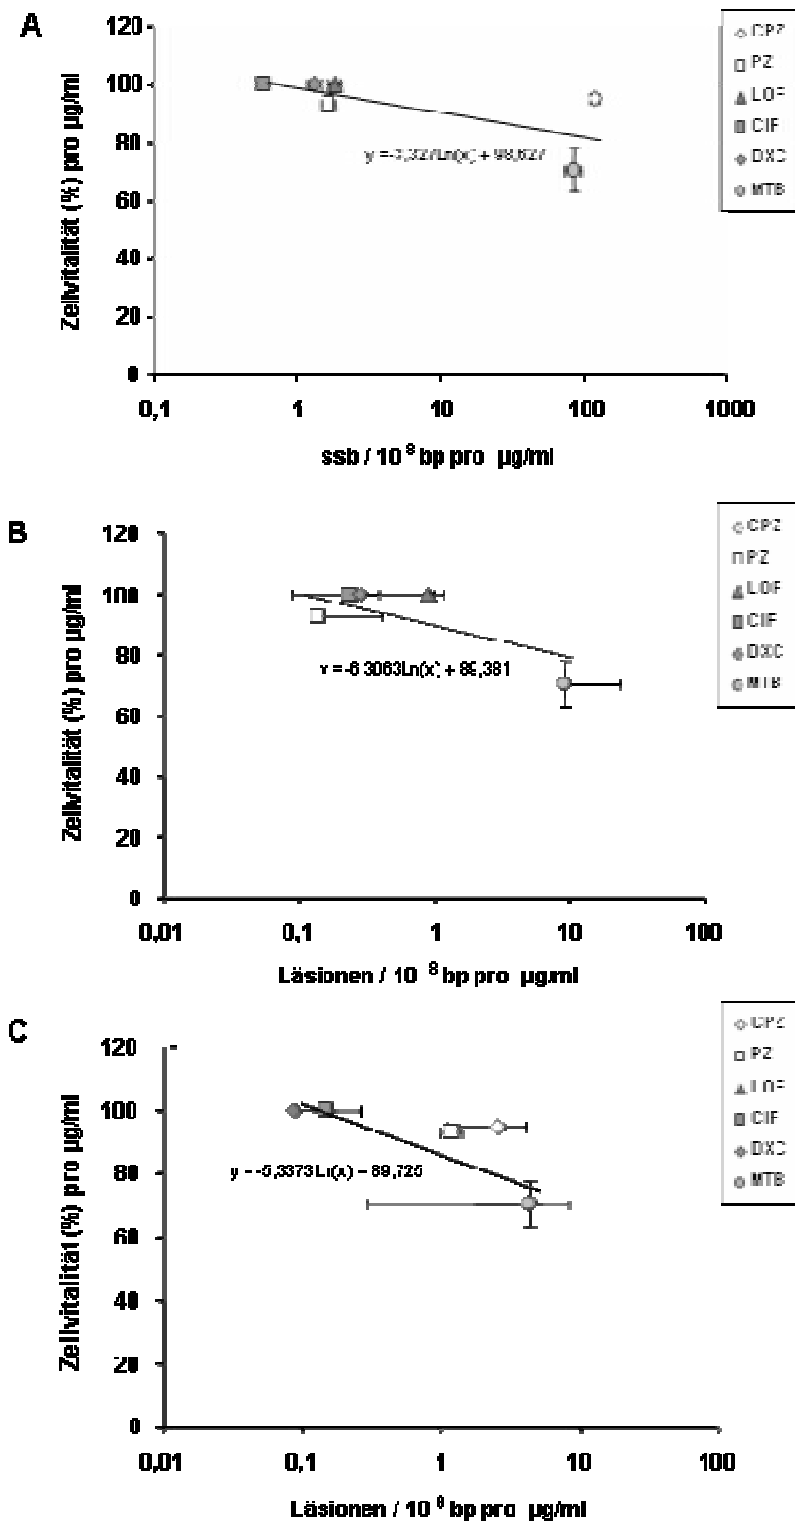 A
120
100
80
60
40
20
0
Zellvitalität (%) pro µg/ml
0,1 1 10 100 1000
ssb / 10 8 bp pro µg/ml
CPZ
PZ
LOF
CIF
DXC
MTB
B
120
100
80
60
40
20
0
Zellvitalität (%) pro µg/ml
y = -6,3063Ln(x) + 89,381
0,01 0,1 1 10 100
Läsionen / 10 8 bp pro µg/ml
CPZ
PZ
LOF
CIF
DXC
MTB
C
120
100
80
60
40
20
0
Zellvitalität (%) pro µg/ml
0,01 0,1 1 10 100
Läsionen / 10 8 bp pro µg/ml
CPZ
PZ
LOF
CIF
DXC
MTB